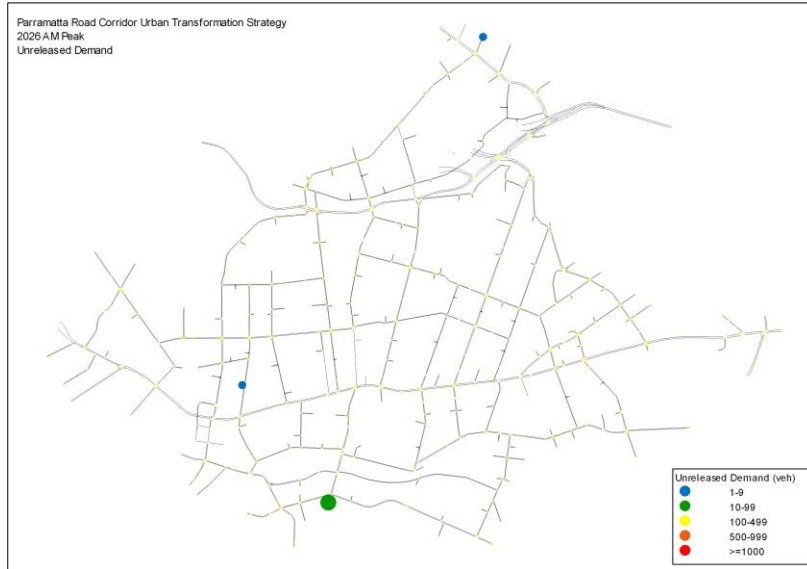 Parramatta Road Corridor Urban Transformation Strategy
2026 AM Peak
Unreleased Demand
Unreleased Demand (veh)
1-9
10-99
100-499
500-999
>=1000